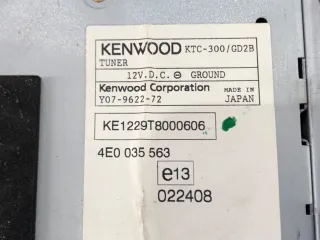 KENWOOD KTC-300/GD2B
TUNER
12V.D.C. ⊖ GROUND
Kenwood Corporation MADE IN
Y07-9622-72 JAPAN
KE1229T8000606
4E0 035 563
e13
022408